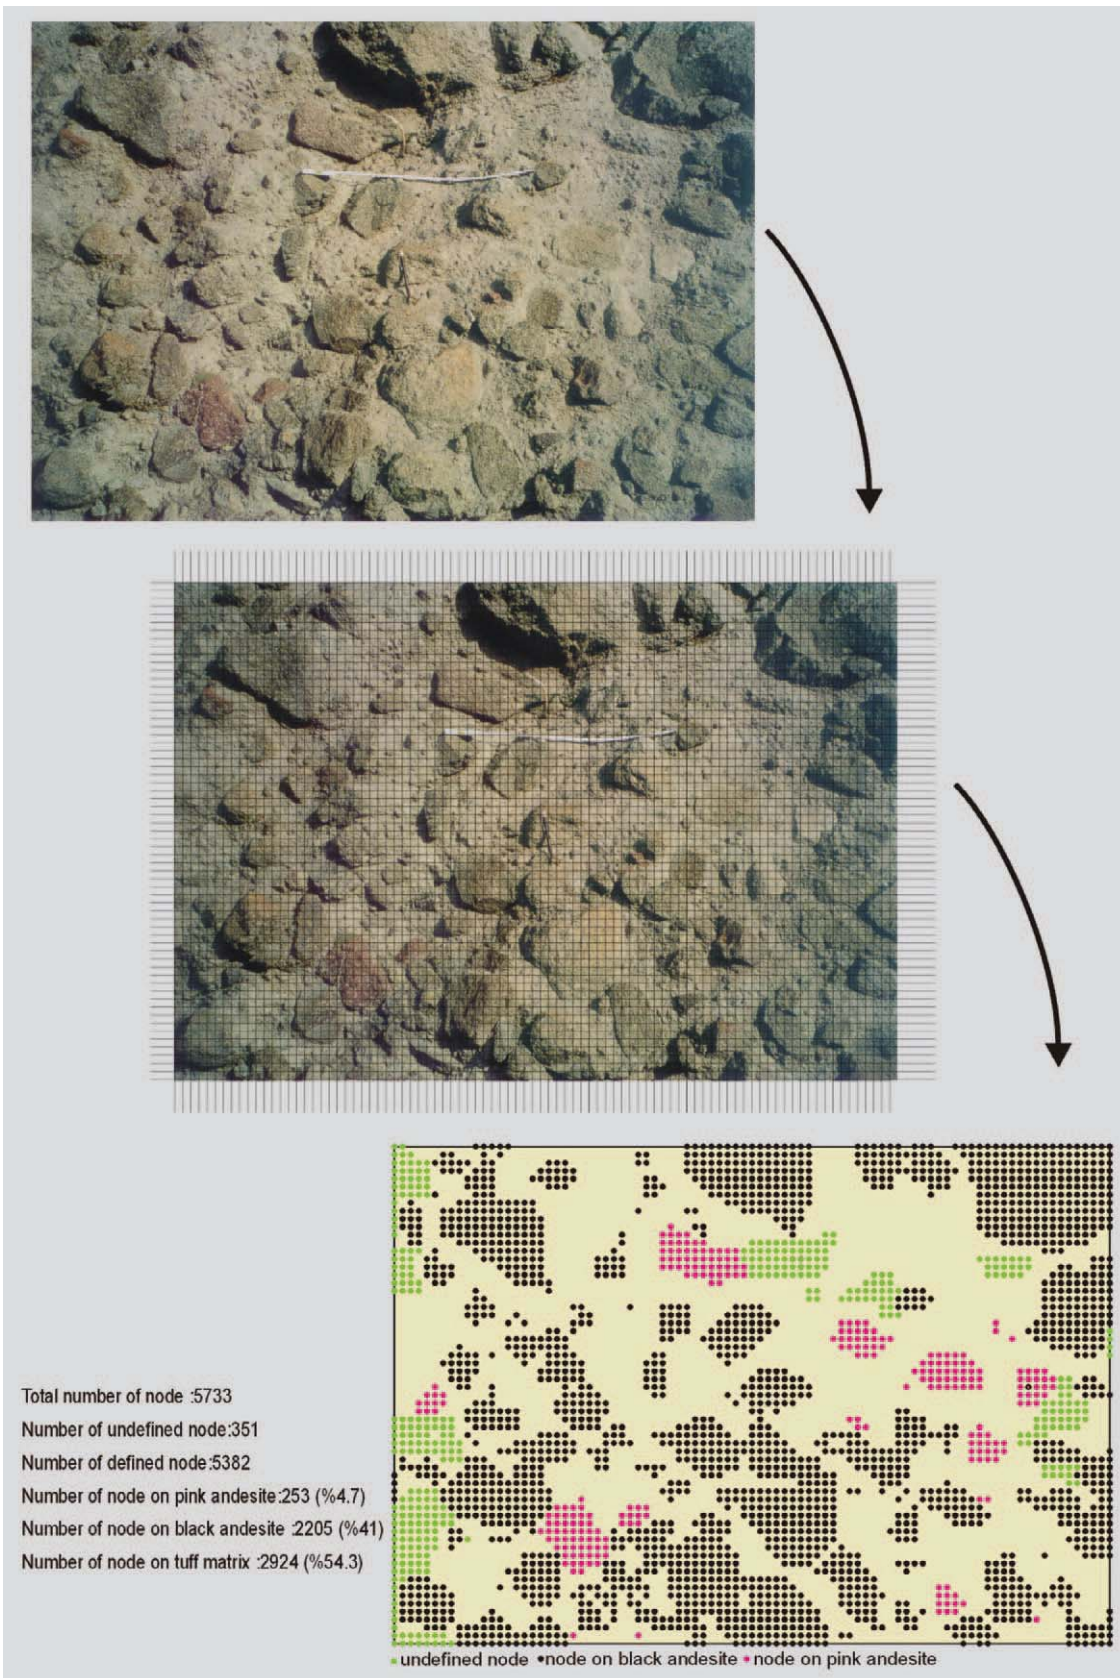 Total number of node :5733
Number of undefined node:351
Number of defined node:5382
Number of node on pink andesite:253 (%4.7)
Number of node on black andesite :2205 (%41)
Number of node on tuff matrix :2924 (%54.3)
undefined node node on black andesite node on pink andesite